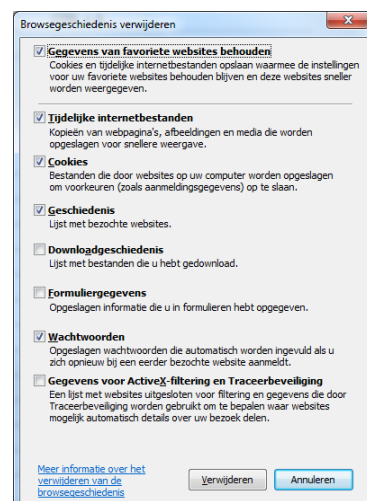 Browsegeschiedenis verwijderen
Gegevens van favoriete websites behouden
Cookies en tijdelijke internetbestanden opslaan waarmee de instellingen
voor uw favoriete websites behouden blijven en deze websites sneller
worden weergegeven.
Tijdelijke internetbestanden
Kopieën van webpagina's, afbeeldingen en media die worden
opgeslagen voor snellere weergave.
Cookies
Bestanden die door websites op uw computer worden opgeslagen
om voorkeuren (zoals aanmeldingsgegevens) op te slaan.
Geschiedenis
Lijst met bezochte websites.
Downloadgeschiedenis
Lijst met bestanden die u hebt gedownload.
Formuliergegevens
Opgeslagen informatie die u in formulieren hebt opgegeven.
Wachtwoorden
Opgeslagen wachtwoorden die automatisch worden ingevuld als u
zich opnieuw bij een eerder bezochte website aanmeldt.
Gegevens voor ActiveX-filtering en Traceerbeveiliging
Een lijst met websites uitgesloten voor filtering en gegevens die door
Traceerbeveiliging worden gebruikt om te bepalen waar websites
mogelijk automatisch details over uw bezoek delen.
Meer informatie over het
verwijderen van de
browsegeschiedenis
Verwijderen
Annuleren